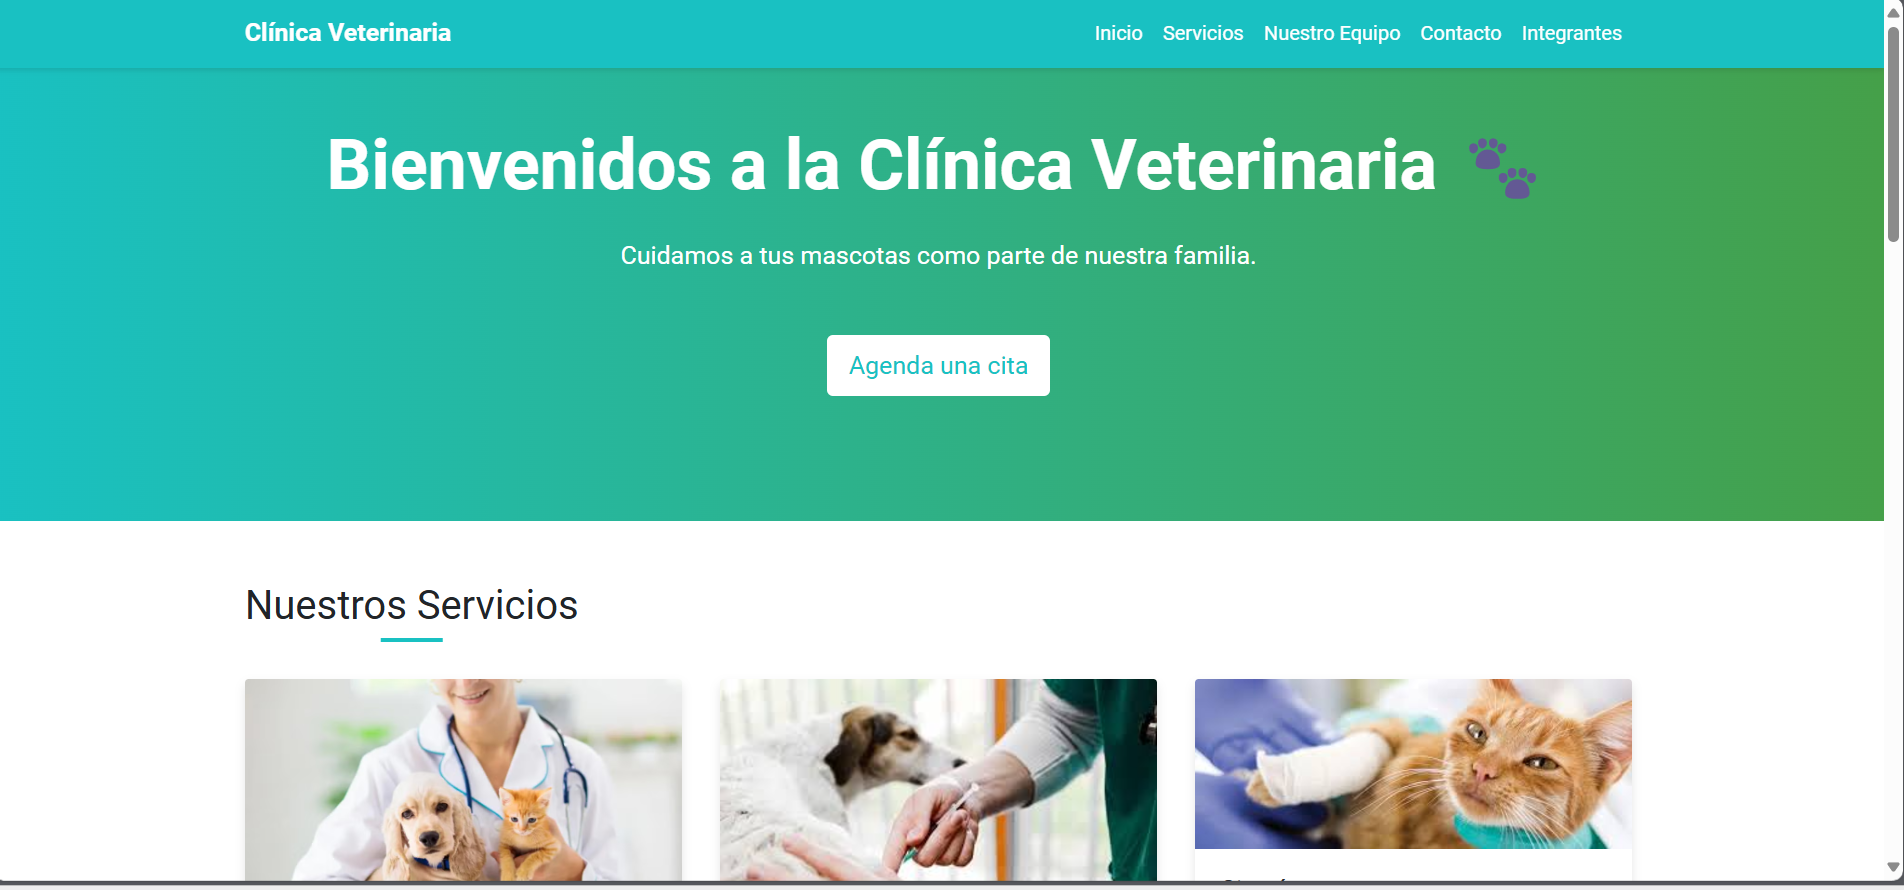 Clínica Veterinaria
Inicio Servicios Nuestro Equipo Contacto Integrantes
Bienvenidos a la Clínica Veterinaria
Cuidamos a tus mascotas como parte de nuestra familia.
Agenda una cita
Nuestros Servicios